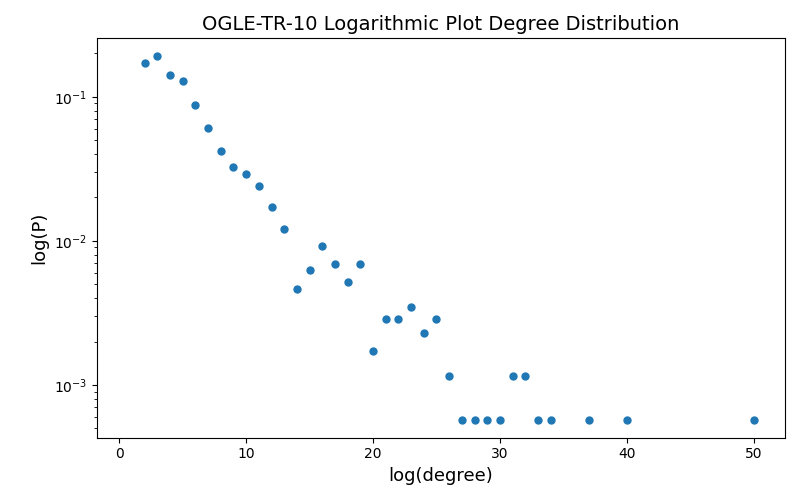 OGLE-TR-10 Logarithmic Plot Degree Distribution
log(P)
10⁻¹
10⁻²
10⁻³
0 10 20 30 40 50
log(degree)